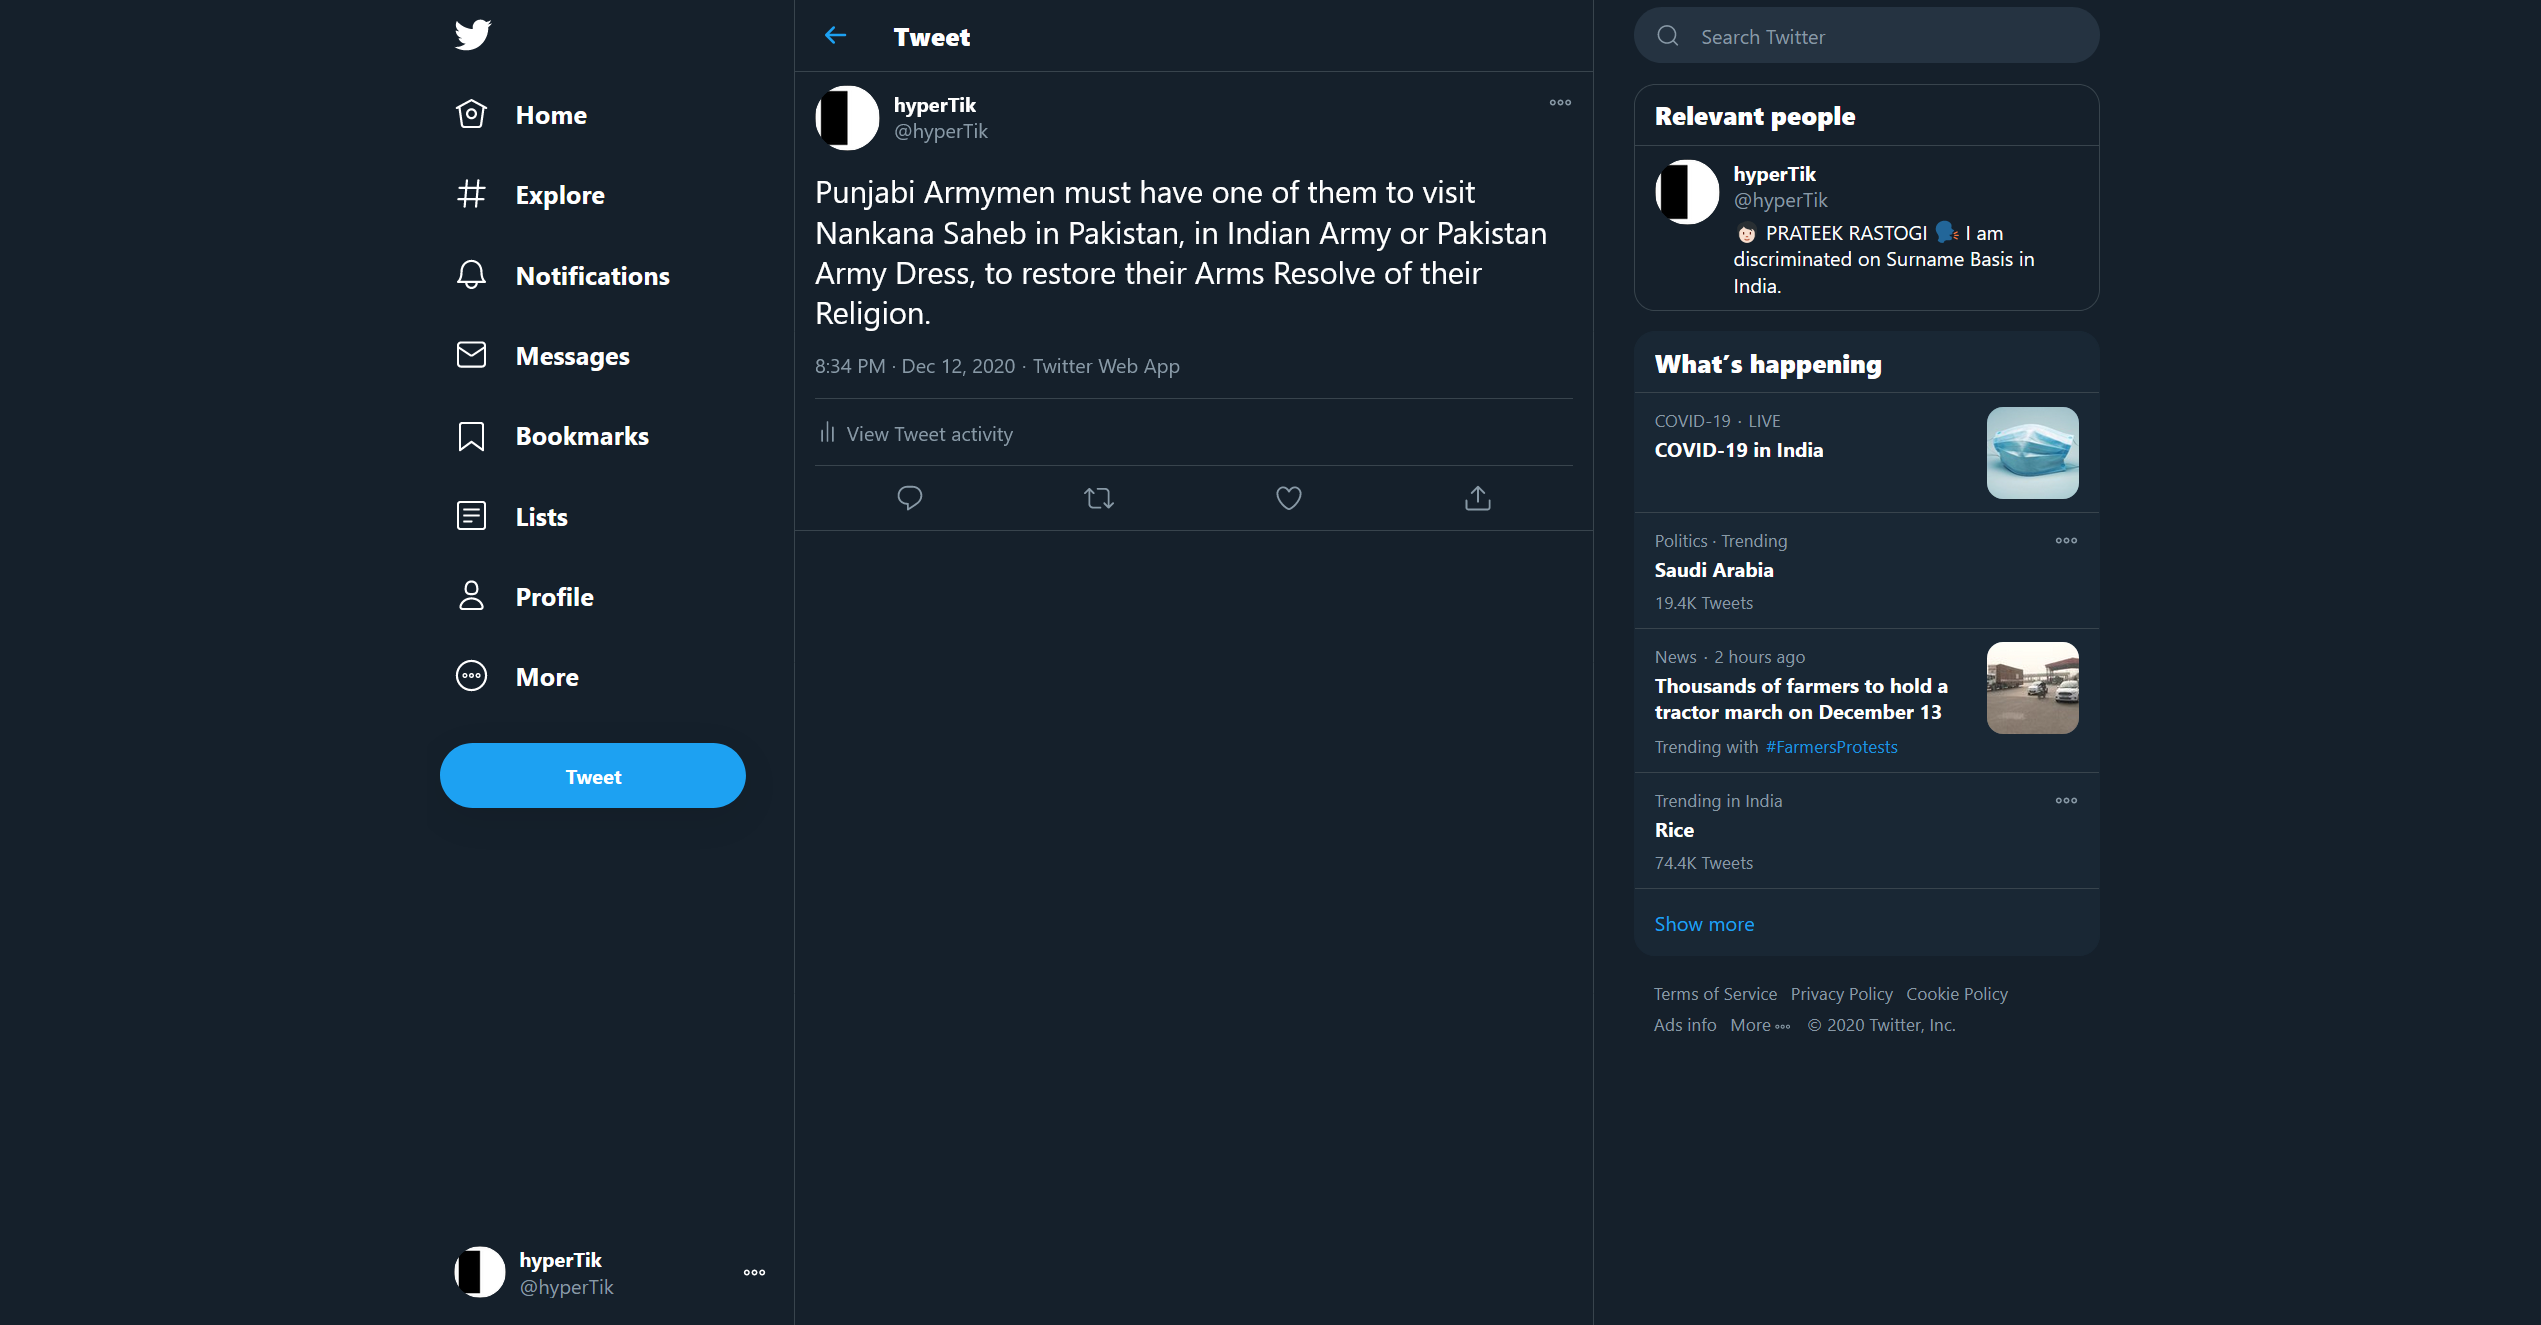 Home
Explore
Notifications
Messages
Bookmarks
Lists
Profile
More
Tweet
hyperTik
@hyperTik
Tweet
hyperTik
@hyperTik
Punjabi Armymen must have one of them to visit
Nankana Saheb in Pakistan, in Indian Army or Pakistan
Army Dress, to restore their Arms Resolve of their
Religion.
8:34 PM · Dec 12, 2020 · Twitter Web App
View Tweet activity
Search Twitter
Relevant people
hyperTik
@hyperTik
PRATEEK RASTOGI I am
discriminated on Surname Basis in
India.
What's happening
COVID-19 · LIVE
COVID-19 in India
Politics · Trending
Saudi Arabia
19.4K Tweets
News · 2 hours ago
Thousands of farmers to hold a
tractor march on December 13
Trending with #FarmersProtests
Trending in India
Rice
74.4K Tweets
Show more
Terms of Service Privacy Policy Cookie Policy
Ads info More © 2020 Twitter, Inc.